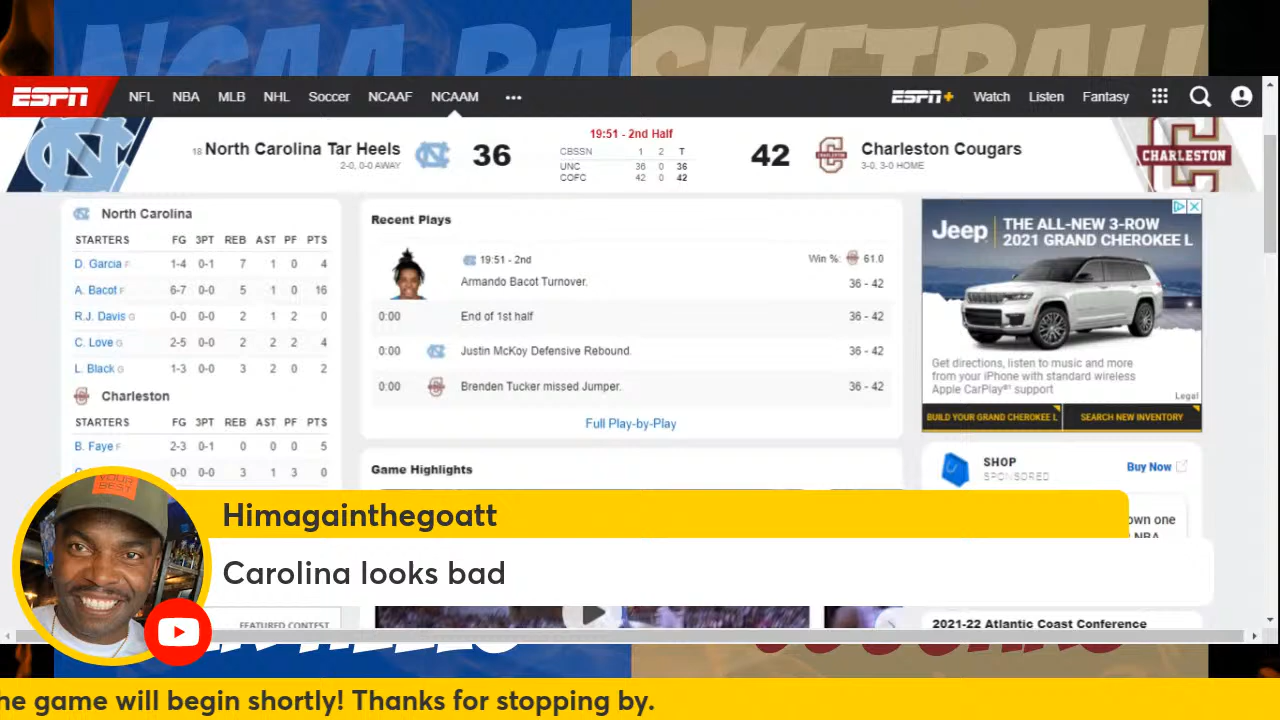 NCAA BASKETBALL
ESPN NFL NBA MLB NHL Soccer NCAAF NCAAM ... ESPN+ Watch Listen Fantasy
19:51 - 2nd Half
18 North Carolina Tar Heels 36 42 Charleston Cougars
2-0, 0-0 AWAY 3-0, 3-0 HOME
CBSSN 1 2 T
UNC 36 0 36
COFC 42 0 42
CHARLESTON
North Carolina
STARTERS FG 3PT REB AST PF PTS
D. Garcia F 1-4 0-1 7 1 0 4
A. Bacot F 6-7 0-0 5 1 0 16
R.J. Davis G 0-0 0-0 2 1 2 0
C. Love G 2-5 0-0 2 2 2 4
L. Black G 1-3 0-0 3 2 0 2
Charleston
STARTERS FG 3PT REB AST PF PTS
B. Faye F 2-3 0-1 0 0 0 5
0-0 0-0 3 1 3 0
Recent Plays
19:51 - 2nd Win %: 61.0
Armando Bacot Turnover. 36 - 42
0:00 End of 1st half 36 - 42
0:00 Justin McKoy Defensive Rebound. 36 - 42
0:00 Brenden Tucker missed Jumper. 36 - 42
Full Play-by-Play
Game Highlights
Jeep THE ALL-NEW 3-ROW
2021 GRAND CHEROKEE L
Get directions, listen to music and more
from your iPhone with standard wireless
Apple CarPlay® support
Legal
BUILD YOUR GRAND CHEROKEE L SEARCH NEW INVENTORY
SHOP Buy Now
SPONSORED
own one
NBA
YOUR
BEST
Himagainthegoatt
Carolina looks bad
FEATURED CONTEST
2021-22 Atlantic Coast Conference
COUGARS
he game will begin shortly! Thanks for stopping by.